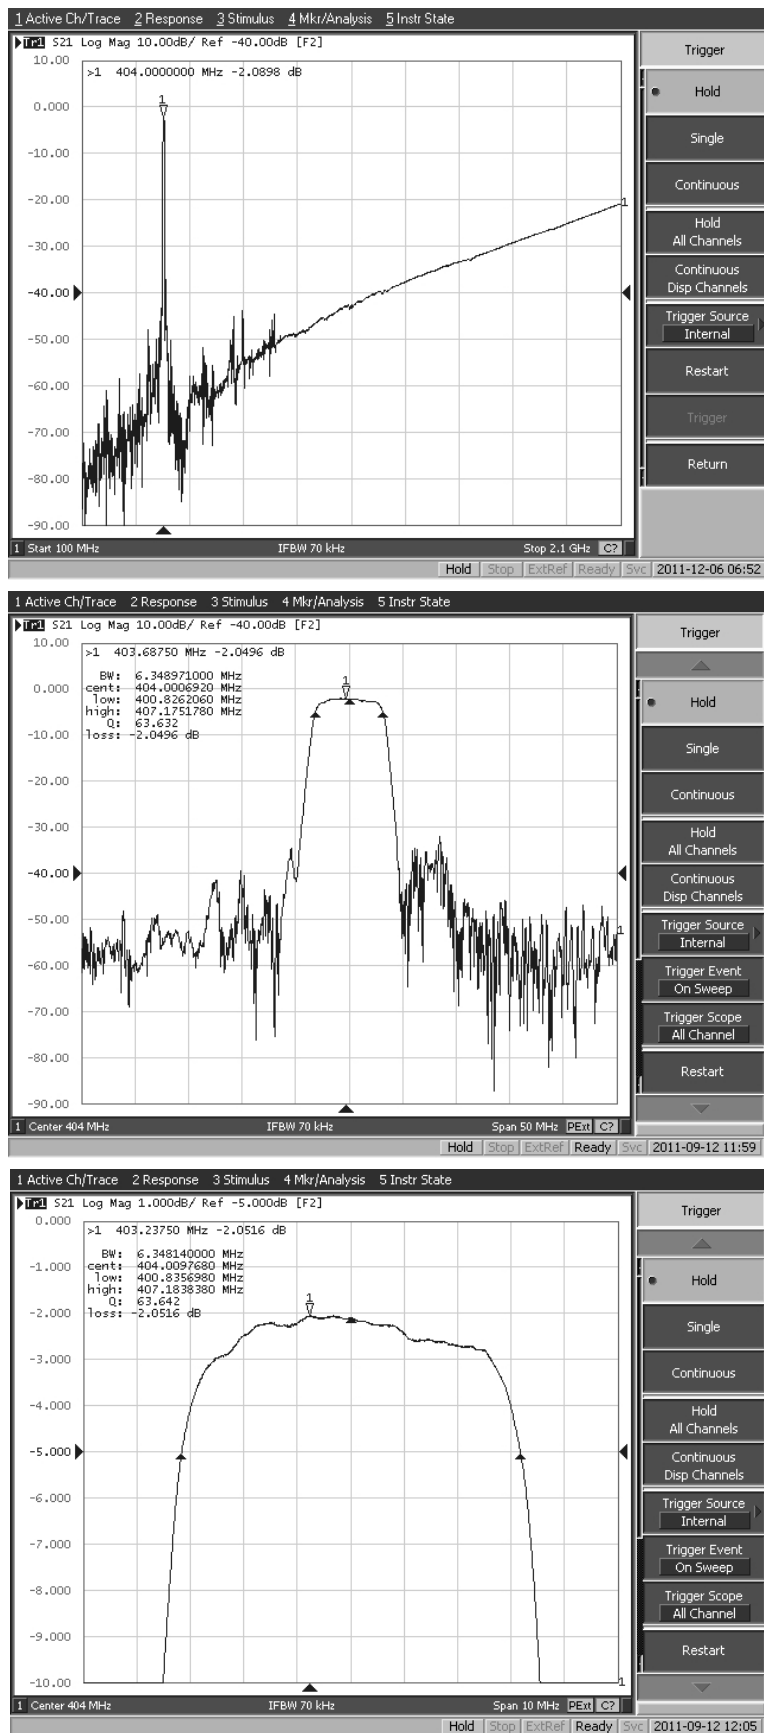 1 Active Ch/Trace 2 Response 3 Stimulus 4 Mkr/Analysis 5 Instr State
Tr1 S21 Log Mag 10.00dB/ Ref -40.00dB [F2]
10.00
>1 404.0000000 MHz -2.0898 dB
1
0.000
-10.00
-20.00
1
-30.00
-40.00
-50.00
-60.00
-70.00
-80.00
-90.00
1 Start 100 MHz IFBW 70 kHz Stop 2.1 GHz C?
Trigger
Hold
Single
Continuous
Hold
All Channels
Continuous
Disp Channels
Trigger Source
Internal
Restart
Trigger
Return
Hold Stop ExtRef Ready Svc 2011-12-06 06:52
1 Active Ch/Trace 2 Response 3 Stimulus 4 Mkr/Analysis 5 Instr State
Tr1 S21 Log Mag 10.00dB/ Ref -40.00dB [F2]
10.00
>1 403.68750 MHz -2.0496 dB
BW: 6.348971000 MHz
cent: 404.0006920 MHz
low: 400.8262060 MHz
high: 407.1751780 MHz
Q: 63.632
loss: -2.0496 dB
1
0.000
-10.00
-20.00
-30.00
-40.00
-50.00
1
-60.00
-70.00
-80.00
-90.00
1 Center 404 MHz IFBW 70 kHz Span 50 MHz PExt C?
Trigger
Hold
Single
Continuous
Hold
All Channels
Continuous
Disp Channels
Trigger Source
Internal
Trigger Event
On Sweep
Trigger Scope
All Channel
Restart
Hold Stop ExtRef Ready Svc 2011-09-12 11:59
1 Active Ch/Trace 2 Response 3 Stimulus 4 Mkr/Analysis 5 Instr State
Tr1 S21 Log Mag 1.000dB/ Ref -5.000dB [F2]
0.000
>1 403.23750 MHz -2.0516 dB
BW: 6.348140000 MHz
cent: 404.0097680 MHz
low: 400.8356980 MHz
high: 407.1838380 MHz
Q: 63.642
loss: -2.0516 dB
1
-1.000
-2.000
-3.000
-4.000
-5.000
-6.000
-7.000
-8.000
-9.000
-10.00
1
1 Center 404 MHz IFBW 70 kHz Span 10 MHz PExt C?
Trigger
Hold
Single
Continuous
Hold
All Channels
Continuous
Disp Channels
Trigger Source
Internal
Trigger Event
On Sweep
Trigger Scope
All Channel
Restart
Hold Stop ExtRef Ready Svc 2011-09-12 12:05